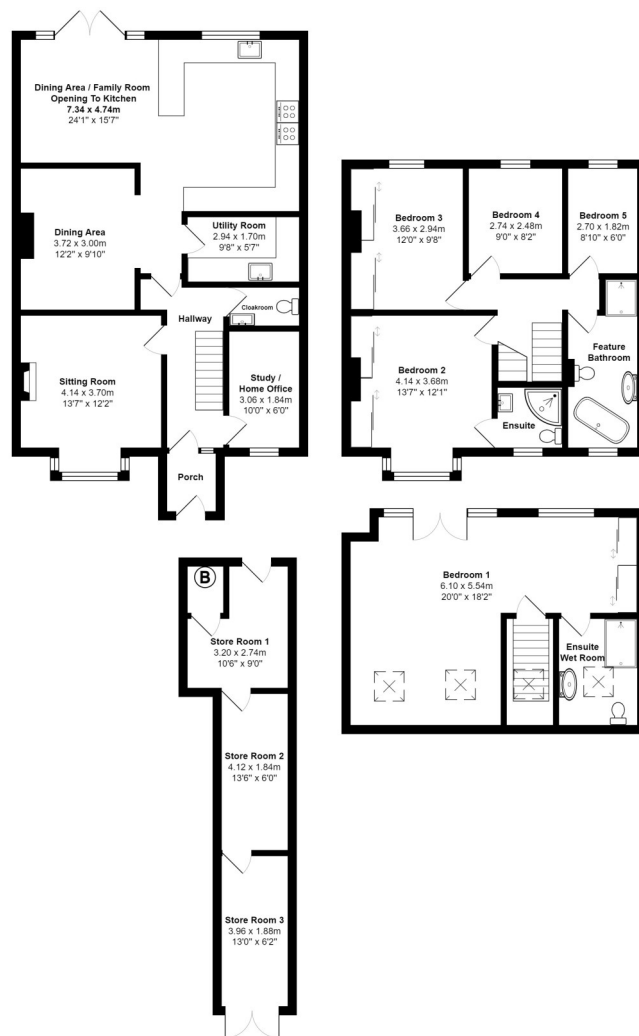 Dining Area / Family Room
Opening To Kitchen
7.34 x 4.74m
24'1" x 15'7"
Dining Area
3.72 x 3.00m
12'2" x 9'10"
Utility Room
2.94 x 1.70m
9'8" x 5'7"
Cloakroom
Hallway
Sitting Room
4.14 x 3.70m
13'7" x 12'2"
Study /
Home Office
3.06 x 1.84m
10'0" x 6'0"
Porch
Bedroom 3
3.66 x 2.94m
12'0" x 9'8"
Bedroom 4
2.74 x 2.48m
9'0" x 8'2"
Bedroom 5
2.70 x 1.82m
8'10" x 6'0"
Feature
Bathroom
Bedroom 2
4.14 x 3.68m
13'7" x 12'1"
Ensuite
Bedroom 1
6.10 x 5.54m
20'0" x 18'2"
Ensuite
Wet Room
B
Store Room 1
3.20 x 2.74m
10'6" x 9'0"
Store Room 2
4.12 x 1.84m
13'6" x 6'0"
Store Room 3
3.96 x 1.88m
13'0" x 6'2"